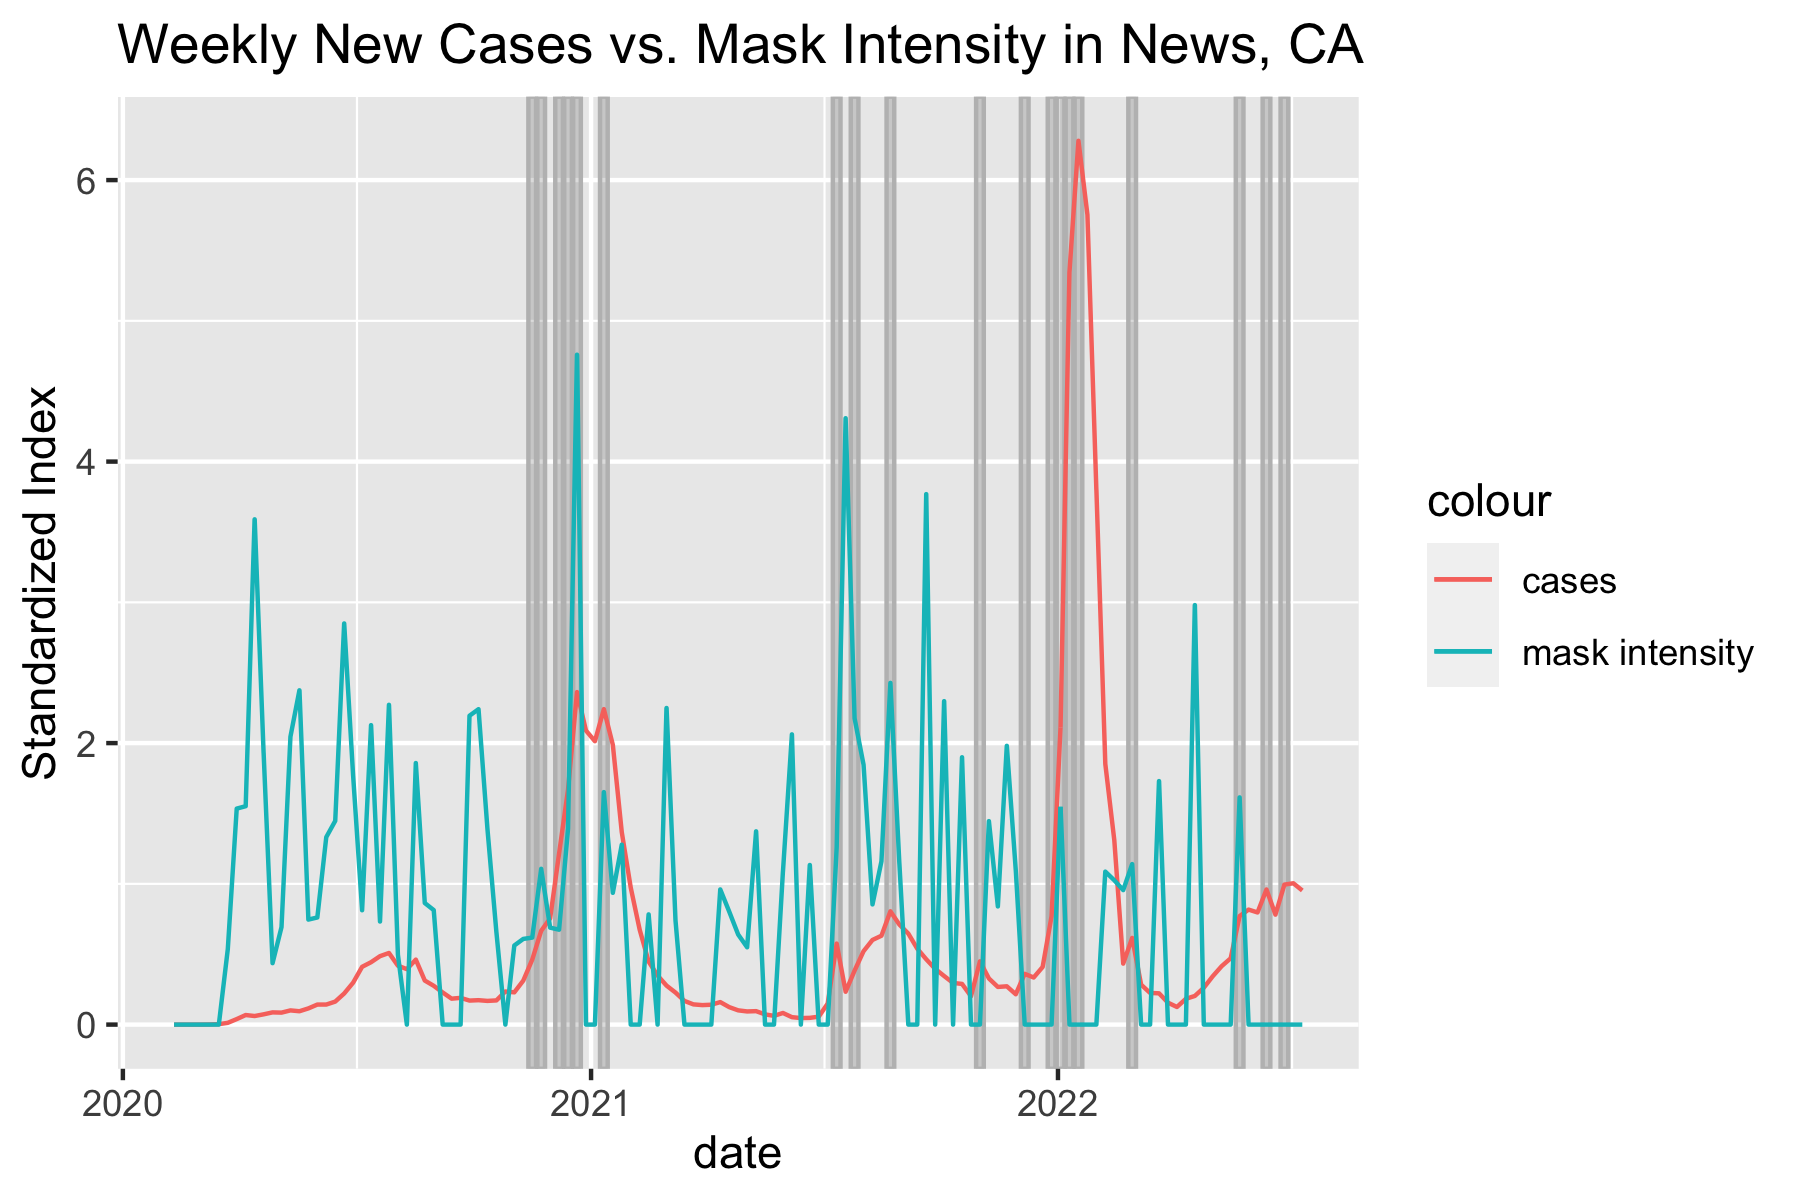 Weekly New Cases vs. Mask Intensity in News, CA
Standardized Index
6
4
2
0
2020
2021
2022
date
colour
cases
mask intensity